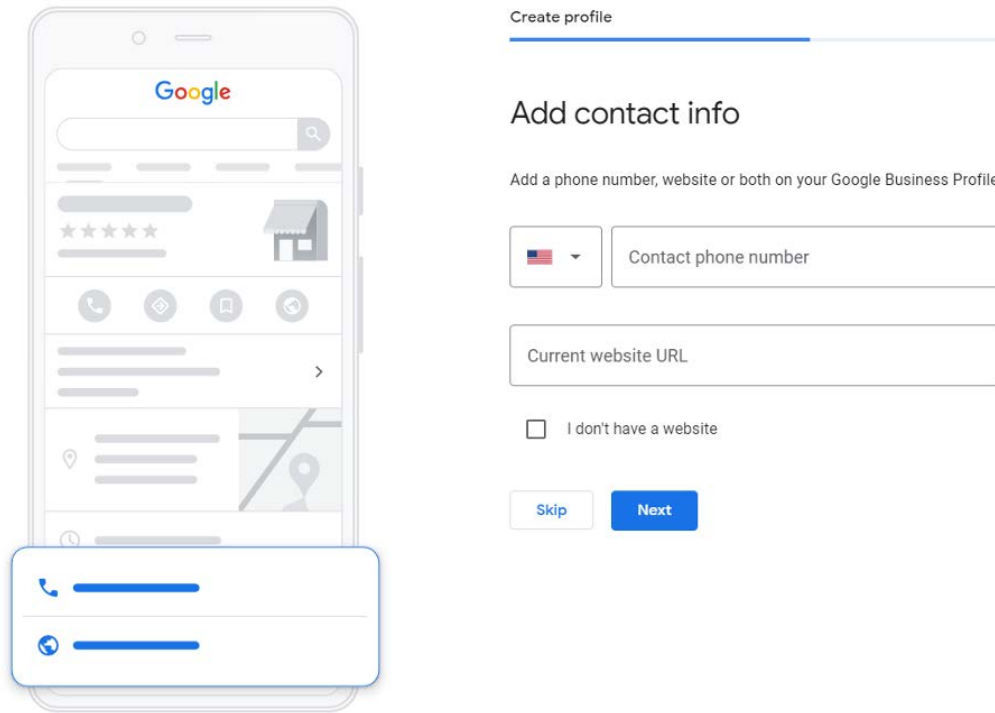 Google
Create profile
Add contact info
Add a phone number, website or both on your Google Business Profile
Contact phone number
Current website URL
I don't have a website
Skip
Next